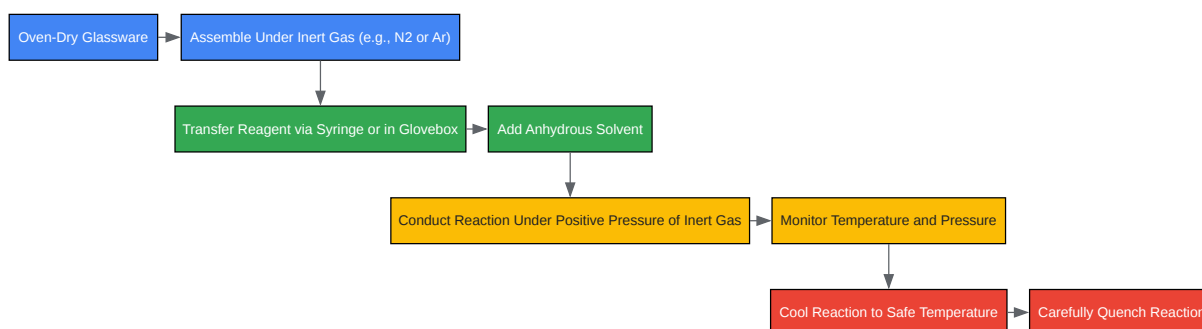 Oven-Dry Glassware
Assemble Under Inert Gas (e.g., N2 or Ar)
Transfer Reagent via Syringe or in Glovebox
Add Anhydrous Solvent
Conduct Reaction Under Positive Pressure of Inert Gas
Monitor Temperature and Pressure
Cool Reaction to Safe Temperature
Carefully Quench Reaction